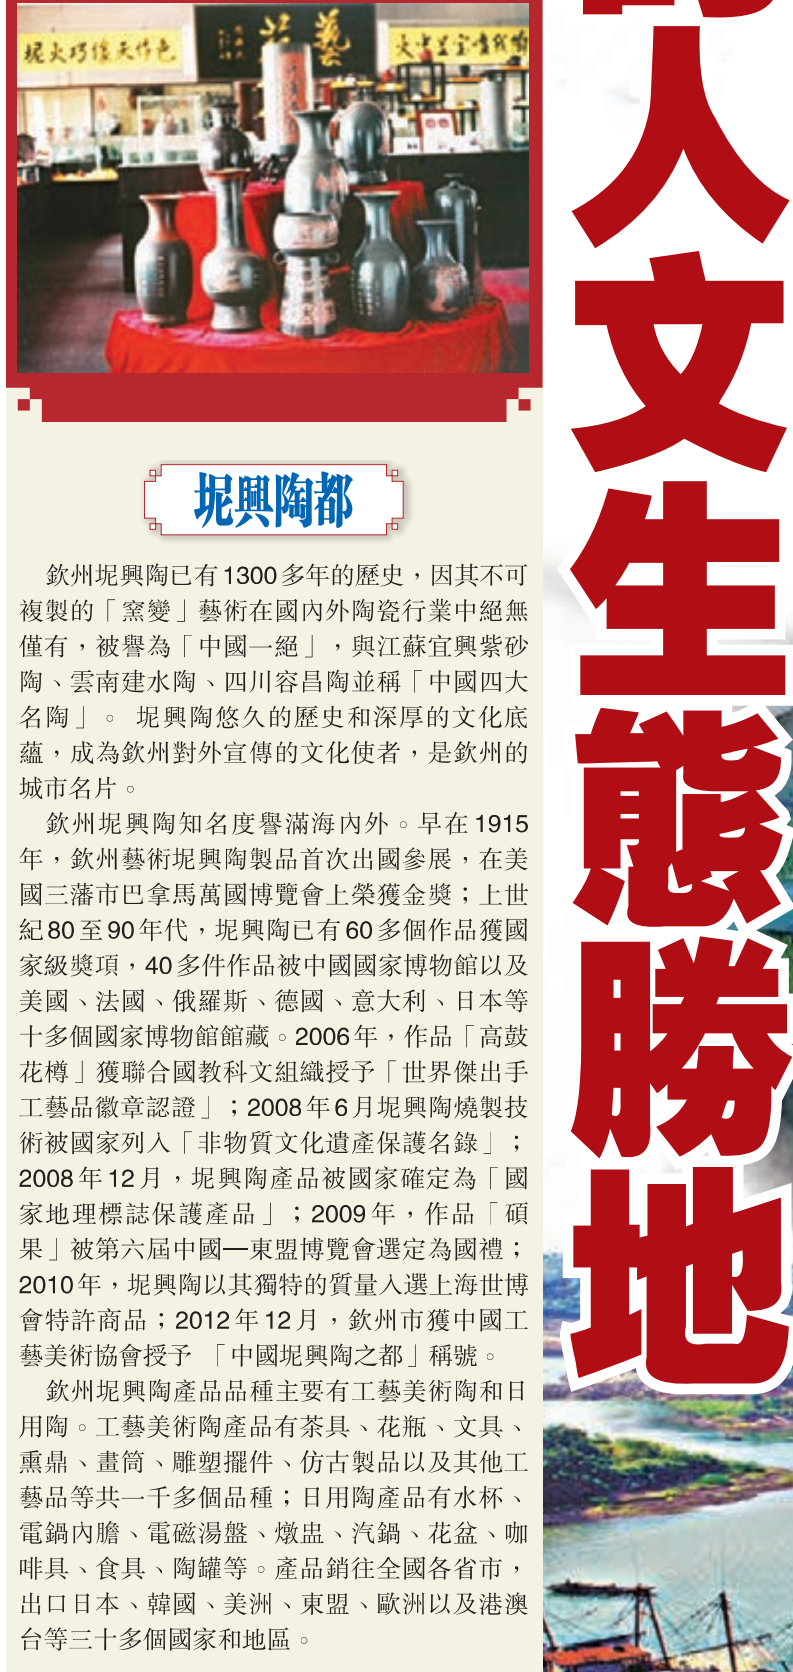 坭火巧後天作色
藝
人文生態勝地
坭興陶都
欽州坭興陶已有1300多年的歷史，因其不可
複製的「窯變」藝術在國內外陶瓷行業中絕無
僅有，被譽為「中國一絕」，與江蘇宜興紫砂
陶、雲南建水陶、四川容昌陶並稱「中國四大
名陶」。 坭興陶悠久的歷史和深厚的文化底
蘊，成為欽州對外宣傳的文化使者，是欽州的
城市名片。
欽州坭興陶知名度譽滿海內外。早在1915
年，欽州藝術坭興陶製品首次出國參展，在美
國三藩市巴拿馬萬國博覽會上榮獲金獎；上世
紀80至90年代，坭興陶已有60多個作品獲國
家級獎項，40多件作品被中國國家博物館以及
美國、法國、俄羅斯、德國、意大利、日本等
十多個國家博物館館藏。2006年，作品「高鼓
花樽」獲聯合國教科文組織授予「世界傑出手
工藝品徽章認證」；2008年6月坭興陶燒製技
術被國家列入「非物質文化遺產保護名錄」；
2008年12月，坭興陶產品被國家確定為「國
家地理標誌保護產品」；2009年，作品「碩
果」被第六屆中國—東盟博覽會選定為國禮；
2010年，坭興陶以其獨特的質量入選上海世博
會特許商品；2012年12月，欽州市獲中國工
藝美術協會授予 「中國坭興陶之都」稱號。
欽州坭興陶產品品種主要有工藝美術陶和日
用陶。工藝美術陶產品有茶具、花瓶、文具、
熏鼎、畫筒、雕塑擺件、仿古製品以及其他工
藝品等共一千多個品種；日用陶產品有水杯、
電鍋內膽、電磁湯盤、燉盅、汽鍋、花盆、咖
啡具、食具、陶罐等。產品銷往全國各省市，
出口日本、韓國、美洲、東盟、歐洲以及港澳
台等三十多個國家和地區。